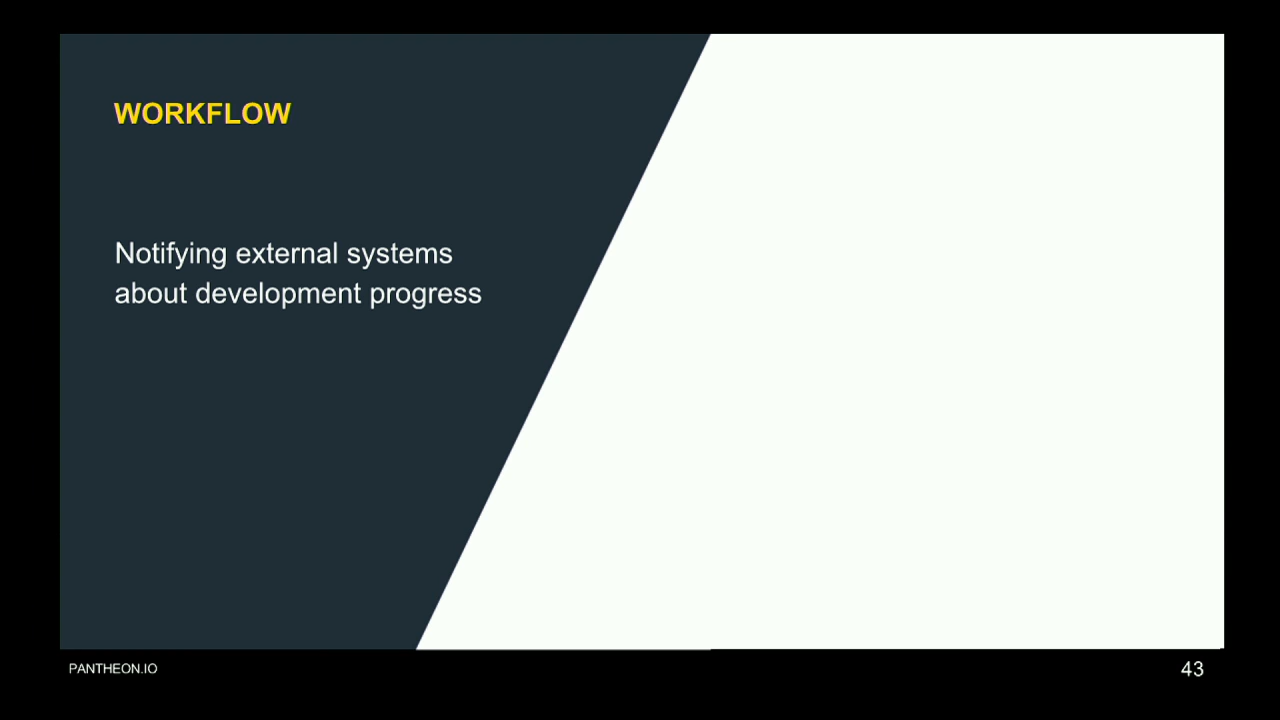 WORKFLOW
Notifying external systems
about development progress
PANTHEON.IO
43